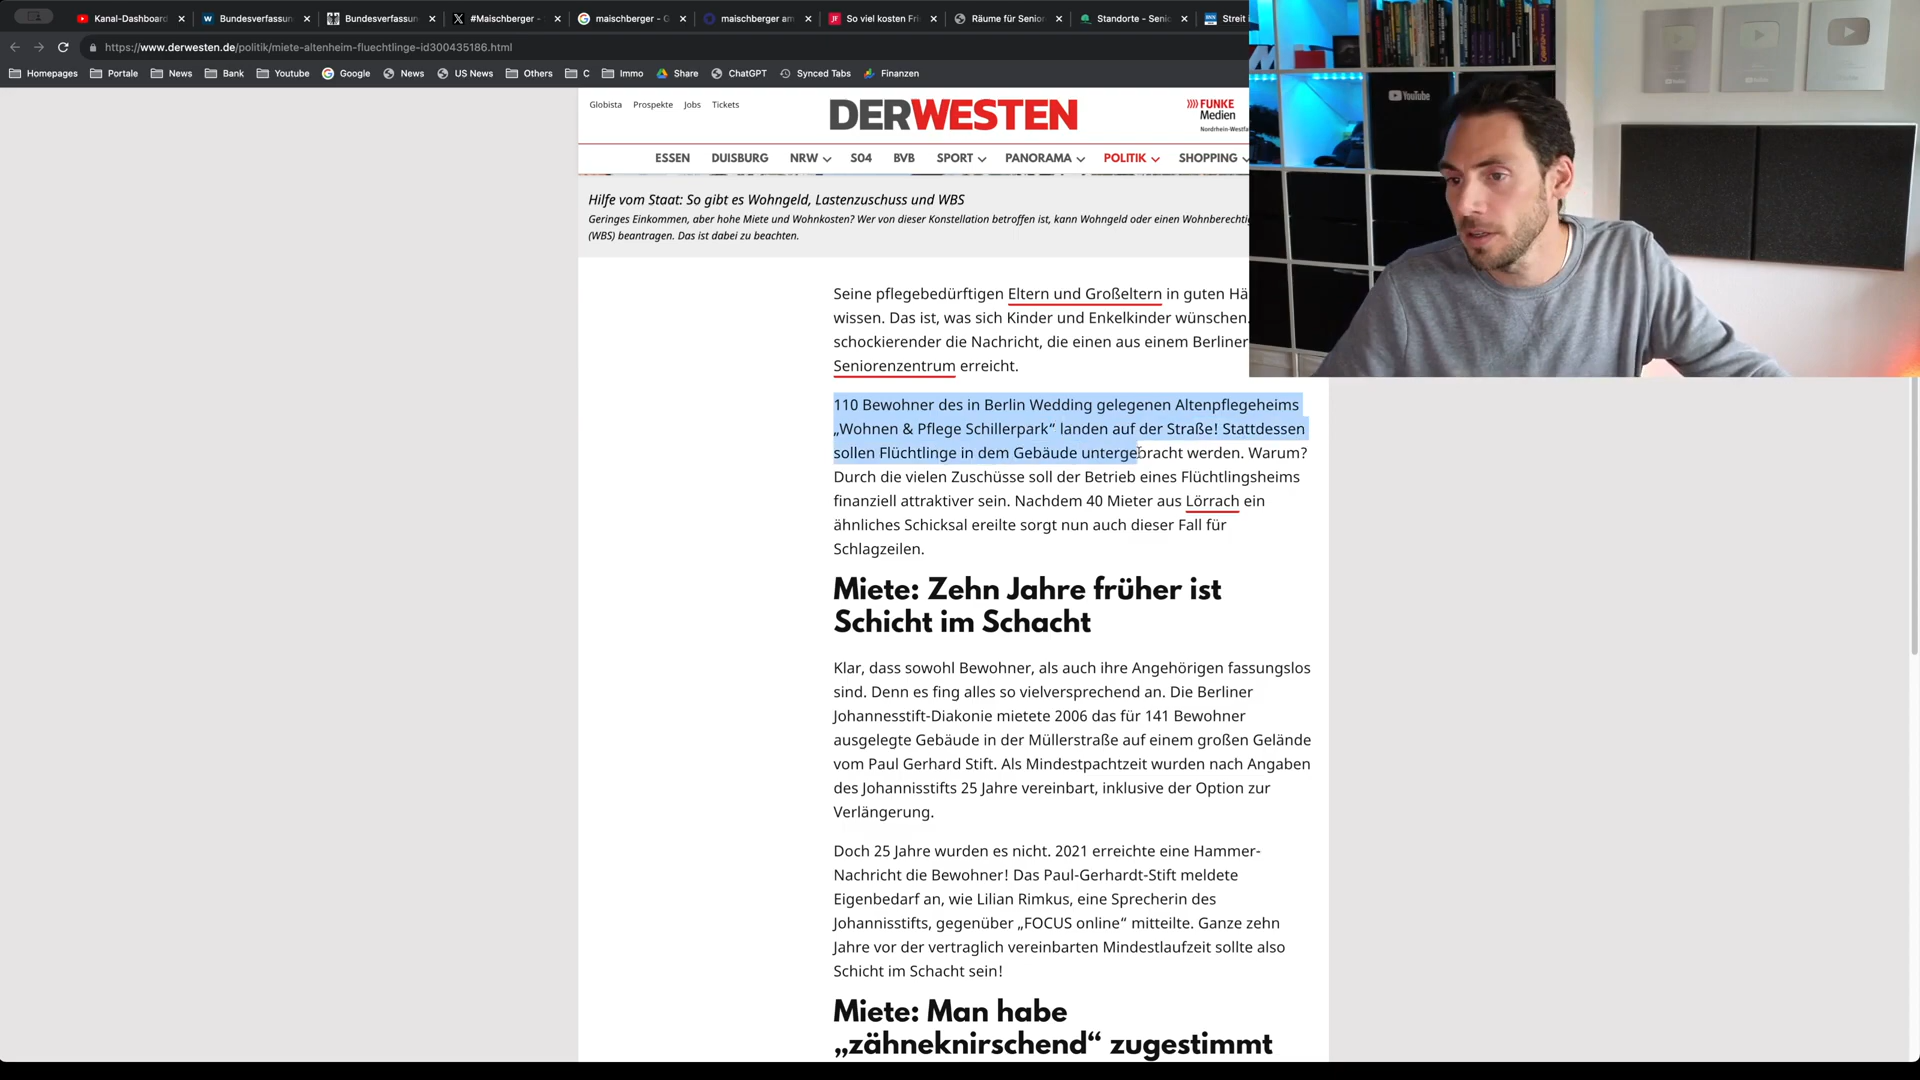 Kanal-Dashboard
Bundesverfassun
Bundesverfassun
#Maischberger -
maischberger - G
maischberger am
So viel kosten Fri
Räume für Senior
Standorte - Senio
Streit i
https://www.derwesten.de/politik/miete-altenheim-fluechtlinge-id300435186.html
Homepages
Portale
News
Bank
Youtube
Google
News
US News
Others
C
Immo
Share
ChatGPT
Synced Tabs
Finanzen
Globista
Prospekte
Jobs
Tickets
DERWESTEN
FUNKE
Medien
Nordrhein-Westfa
ESSEN
DUISBURG
NRW
S04
BVB
SPORT
PANORAMA
POLITIK
SHOPPING
Hilfe vom Staat: So gibt es Wohngeld, Lastenzuschuss und WBS
Geringes Einkommen, aber hohe Miete und Wohnkosten? Wer von dieser Konstellation betroffen ist, kann Wohngeld oder einen Wohnberechtig
(WBS) beantragen. Das ist dabei zu beachten.
Seine pflegebedürftigen Eltern und Großeltern in guten Hä
wissen. Das ist, was sich Kinder und Enkelkinder wünschen.
schockierender die Nachricht, die einen aus einem Berliner
Seniorenzentrum erreicht.
110 Bewohner des in Berlin Wedding gelegenen Altenpflegeheims
„Wohnen & Pflege Schillerpark“ landen auf der Straße! Stattdessen
sollen Flüchtlinge in dem Gebäude untergebracht werden. Warum?
Durch die vielen Zuschüsse soll der Betrieb eines Flüchtlingsheims
finanziell attraktiver sein. Nachdem 40 Mieter aus Lörrach ein
ähnliches Schicksal ereilte sorgt nun auch dieser Fall für
Schlagzeilen.
Miete: Zehn Jahre früher ist
Schicht im Schacht
Klar, dass sowohl Bewohner, als auch ihre Angehörigen fassungslos
sind. Denn es fing alles so vielversprechend an. Die Berliner
Johannesstift-Diakonie mietete 2006 das für 141 Bewohner
ausgelegte Gebäude in der Müllerstraße auf einem großen Gelände
vom Paul Gerhard Stift. Als Mindestpachtzeit wurden nach Angaben
des Johannisstifts 25 Jahre vereinbart, inklusive der Option zur
Verlängerung.
Doch 25 Jahre wurden es nicht. 2021 erreichte eine Hammer-
Nachricht die Bewohner! Das Paul-Gerhardt-Stift meldete
Eigenbedarf an, wie Lilian Rimkus, eine Sprecherin des
Johannisstifts, gegenüber „FOCUS online“ mitteilte. Ganze zehn
Jahre vor der vertraglich vereinbarten Mindestlaufzeit sollte also
Schicht im Schacht sein!
Miete: Man habe
„zähneknirschend“ zugestimmt
YouTube